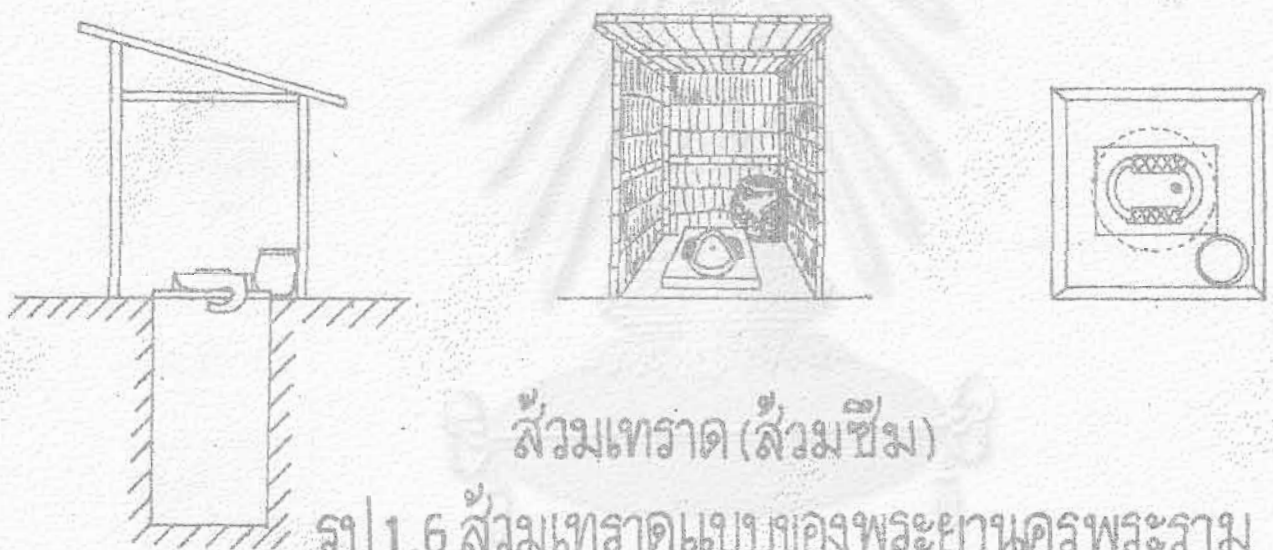 ส้วมเทราด (ส้วมซึม)
รูป 1.6 ส้วมเทราดแบบของพระยานครพระราม